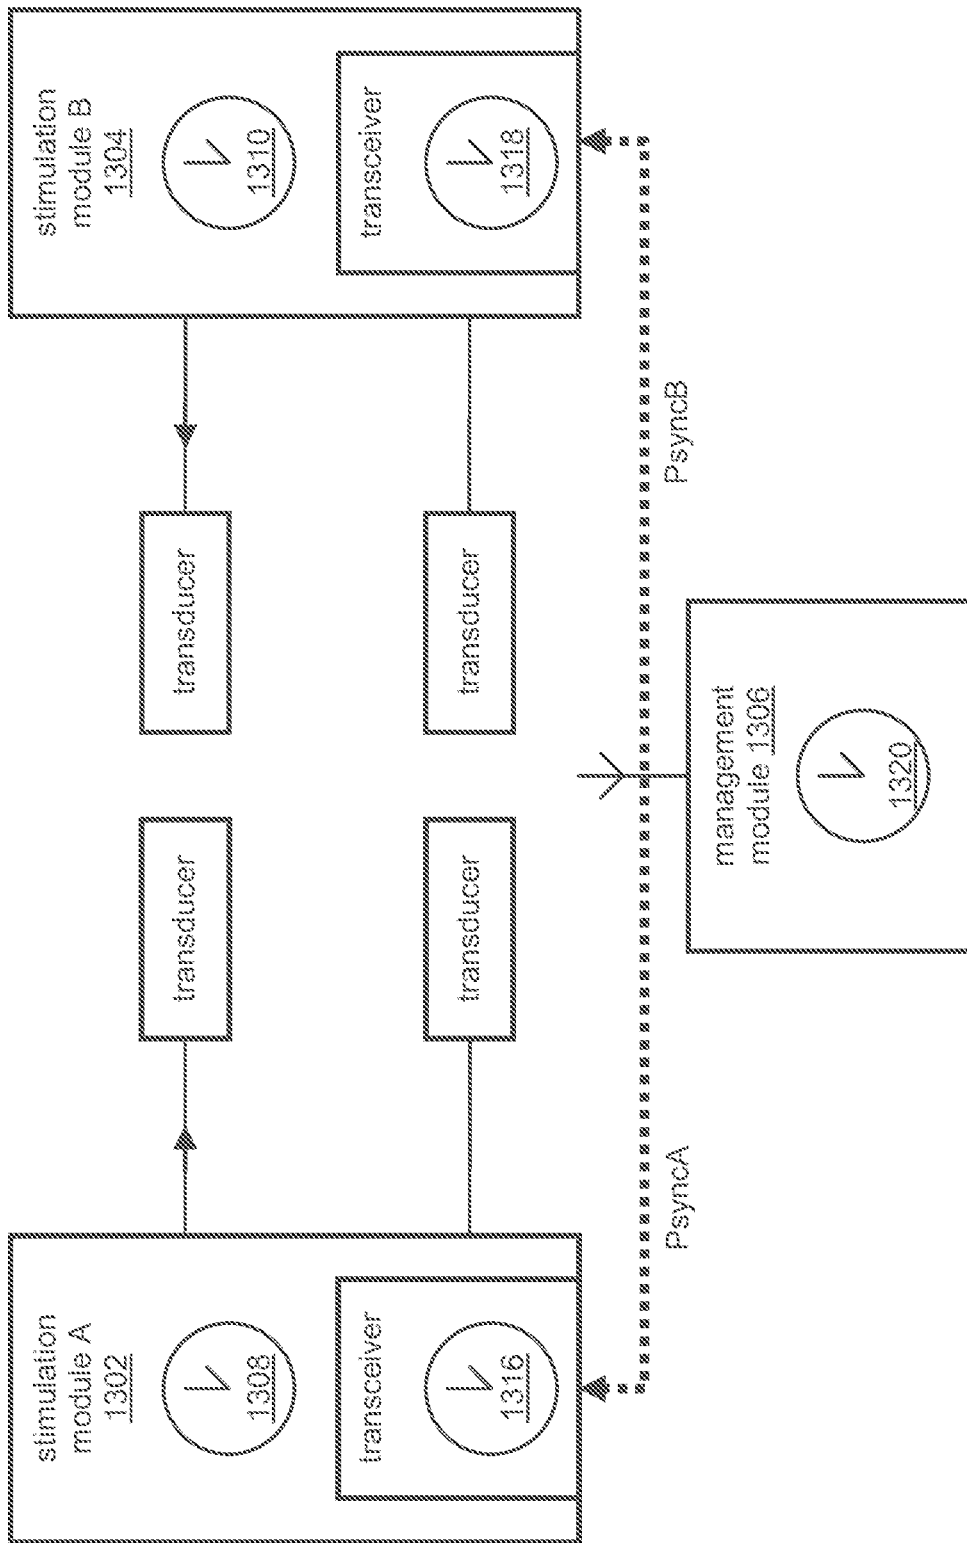 stimulation
module A
1302
1308
transceiver
1316
transducer
transducer
transducer
transducer
stimulation
module B
1304
1310
transceiver
1318
PsyncA
PsyncB
management
module 1306
1320